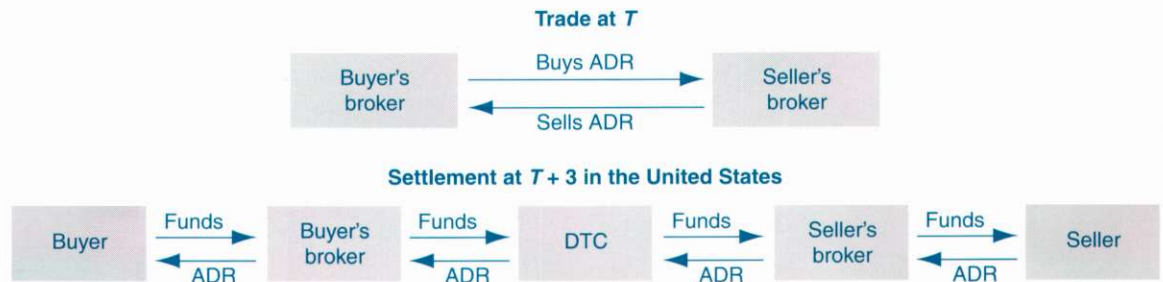 Trade at T
Buyer's
broker
Buys ADR
Sells ADR
Seller's
broker
Settlement at T + 3 in the United States
Buyer
Funds
ADR
Buyer's
broker
Funds
ADR
DTC
Funds
ADR
Seller's
broker
Funds
ADR
Seller